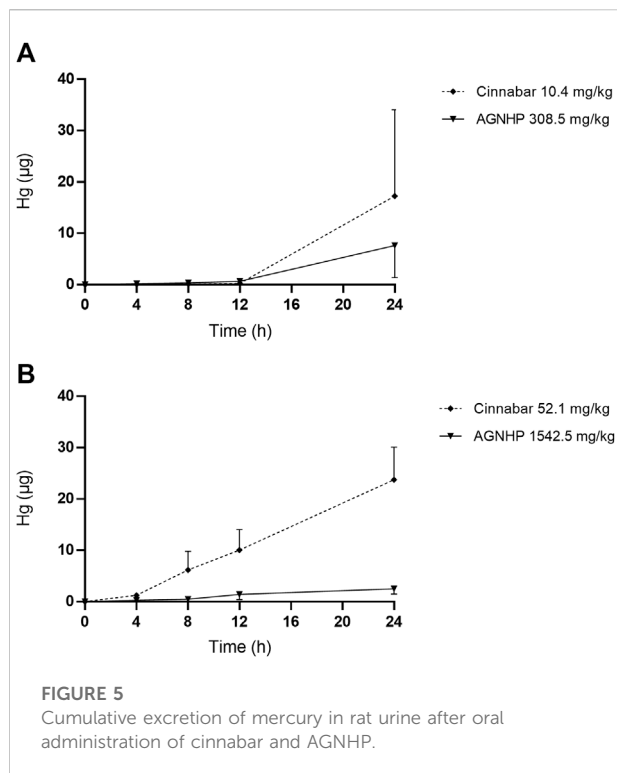 A
40
30
20
10
0
Hg (µg)
0 4 8 12 16 20 24
Time (h)
Cinnabar 10.4 mg/kg
AGNHP 308.5 mg/kg
B
40
30
20
10
0
Hg (µg)
0 4 8 12 16 20 24
Time (h)
Cinnabar 52.1 mg/kg
AGNHP 1542.5 mg/kg
FIGURE 5
Cumulative excretion of mercury in rat urine after oral
administration of cinnabar and AGNHP.